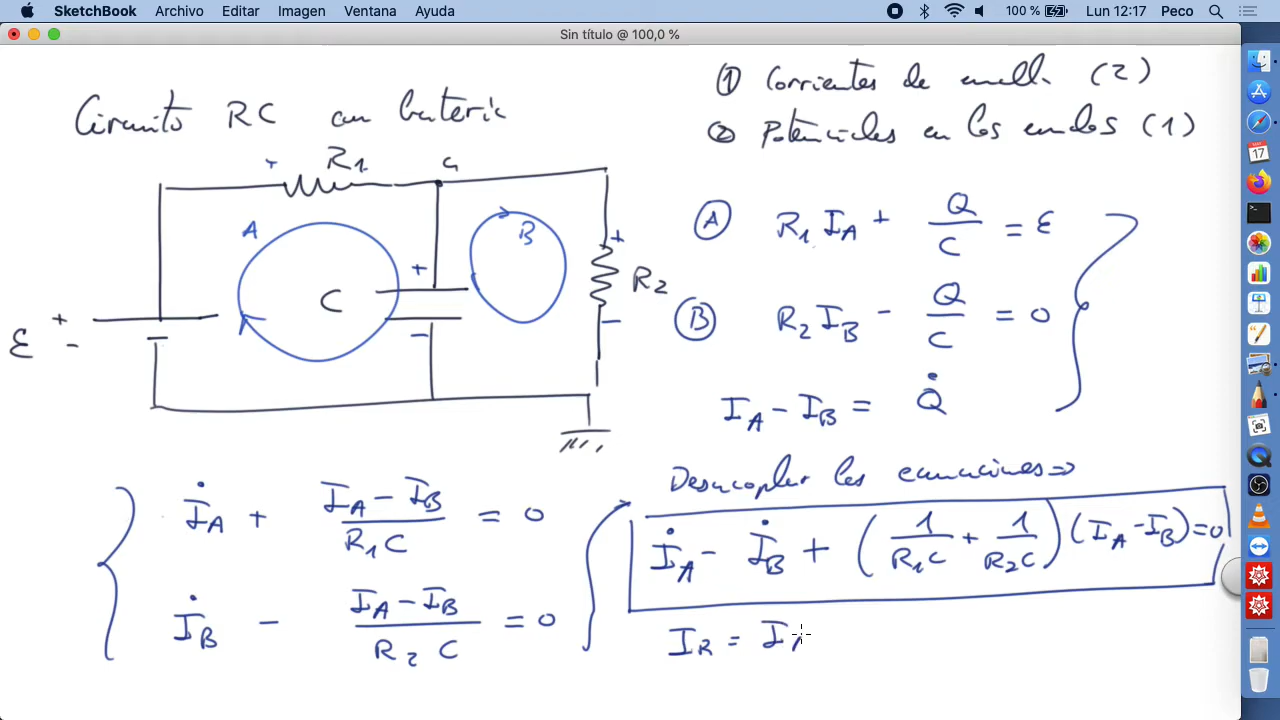 SketchBook Archivo Editar Imagen Ventana Ayuda 100 % Lun 12:17 Peco
Sin título @ 100,0 %
Circuito RC con batería
① Corrientes de malla (2)
② Potenciales en los nudos (1)
R1
A
B
C
R2
ε
+
-
+
+
-
+
-
Ⓐ R1 IA + Q/C = ε
Ⓑ R2 IB - Q/C = 0
IA - IB = Q̇
İA + (IA - IB)/(R1 C) = 0
İB - (IA - IB)/(R2 C) = 0
Desacoplar las ecuaciones ⇒
İA - İB + (1/(R1C) + 1/(R2C)) (IA - IB) = 0
IR = IA
17